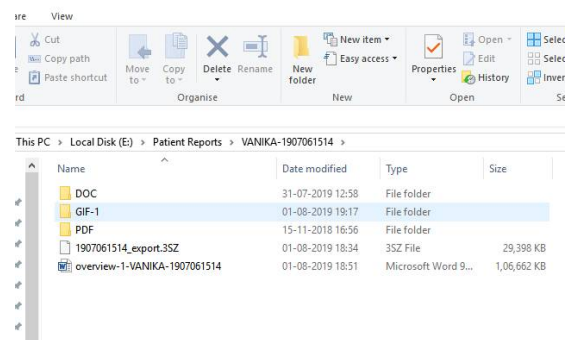 are View
Cut
Copy path
Paste shortcut
Move to
Copy to
Delete
Rename
New folder
New item
Easy access
Properties
Open
Edit
History
Selec
Selec
Inver
rd Organise New Open Se
This PC > Local Disk (E:) > Patient Reports > VANIKA-1907061514 >
Name Date modified Type Size
DOC 31-07-2019 12:58 File folder
GIF-1 01-08-2019 19:17 File folder
PDF 15-11-2018 16:56 File folder
1907061514_export.3SZ 01-08-2019 18:34 3SZ File 29,398 KB
overview-1-VANIKA-1907061514 01-08-2019 18:51 Microsoft Word 9... 1,06,662 KB